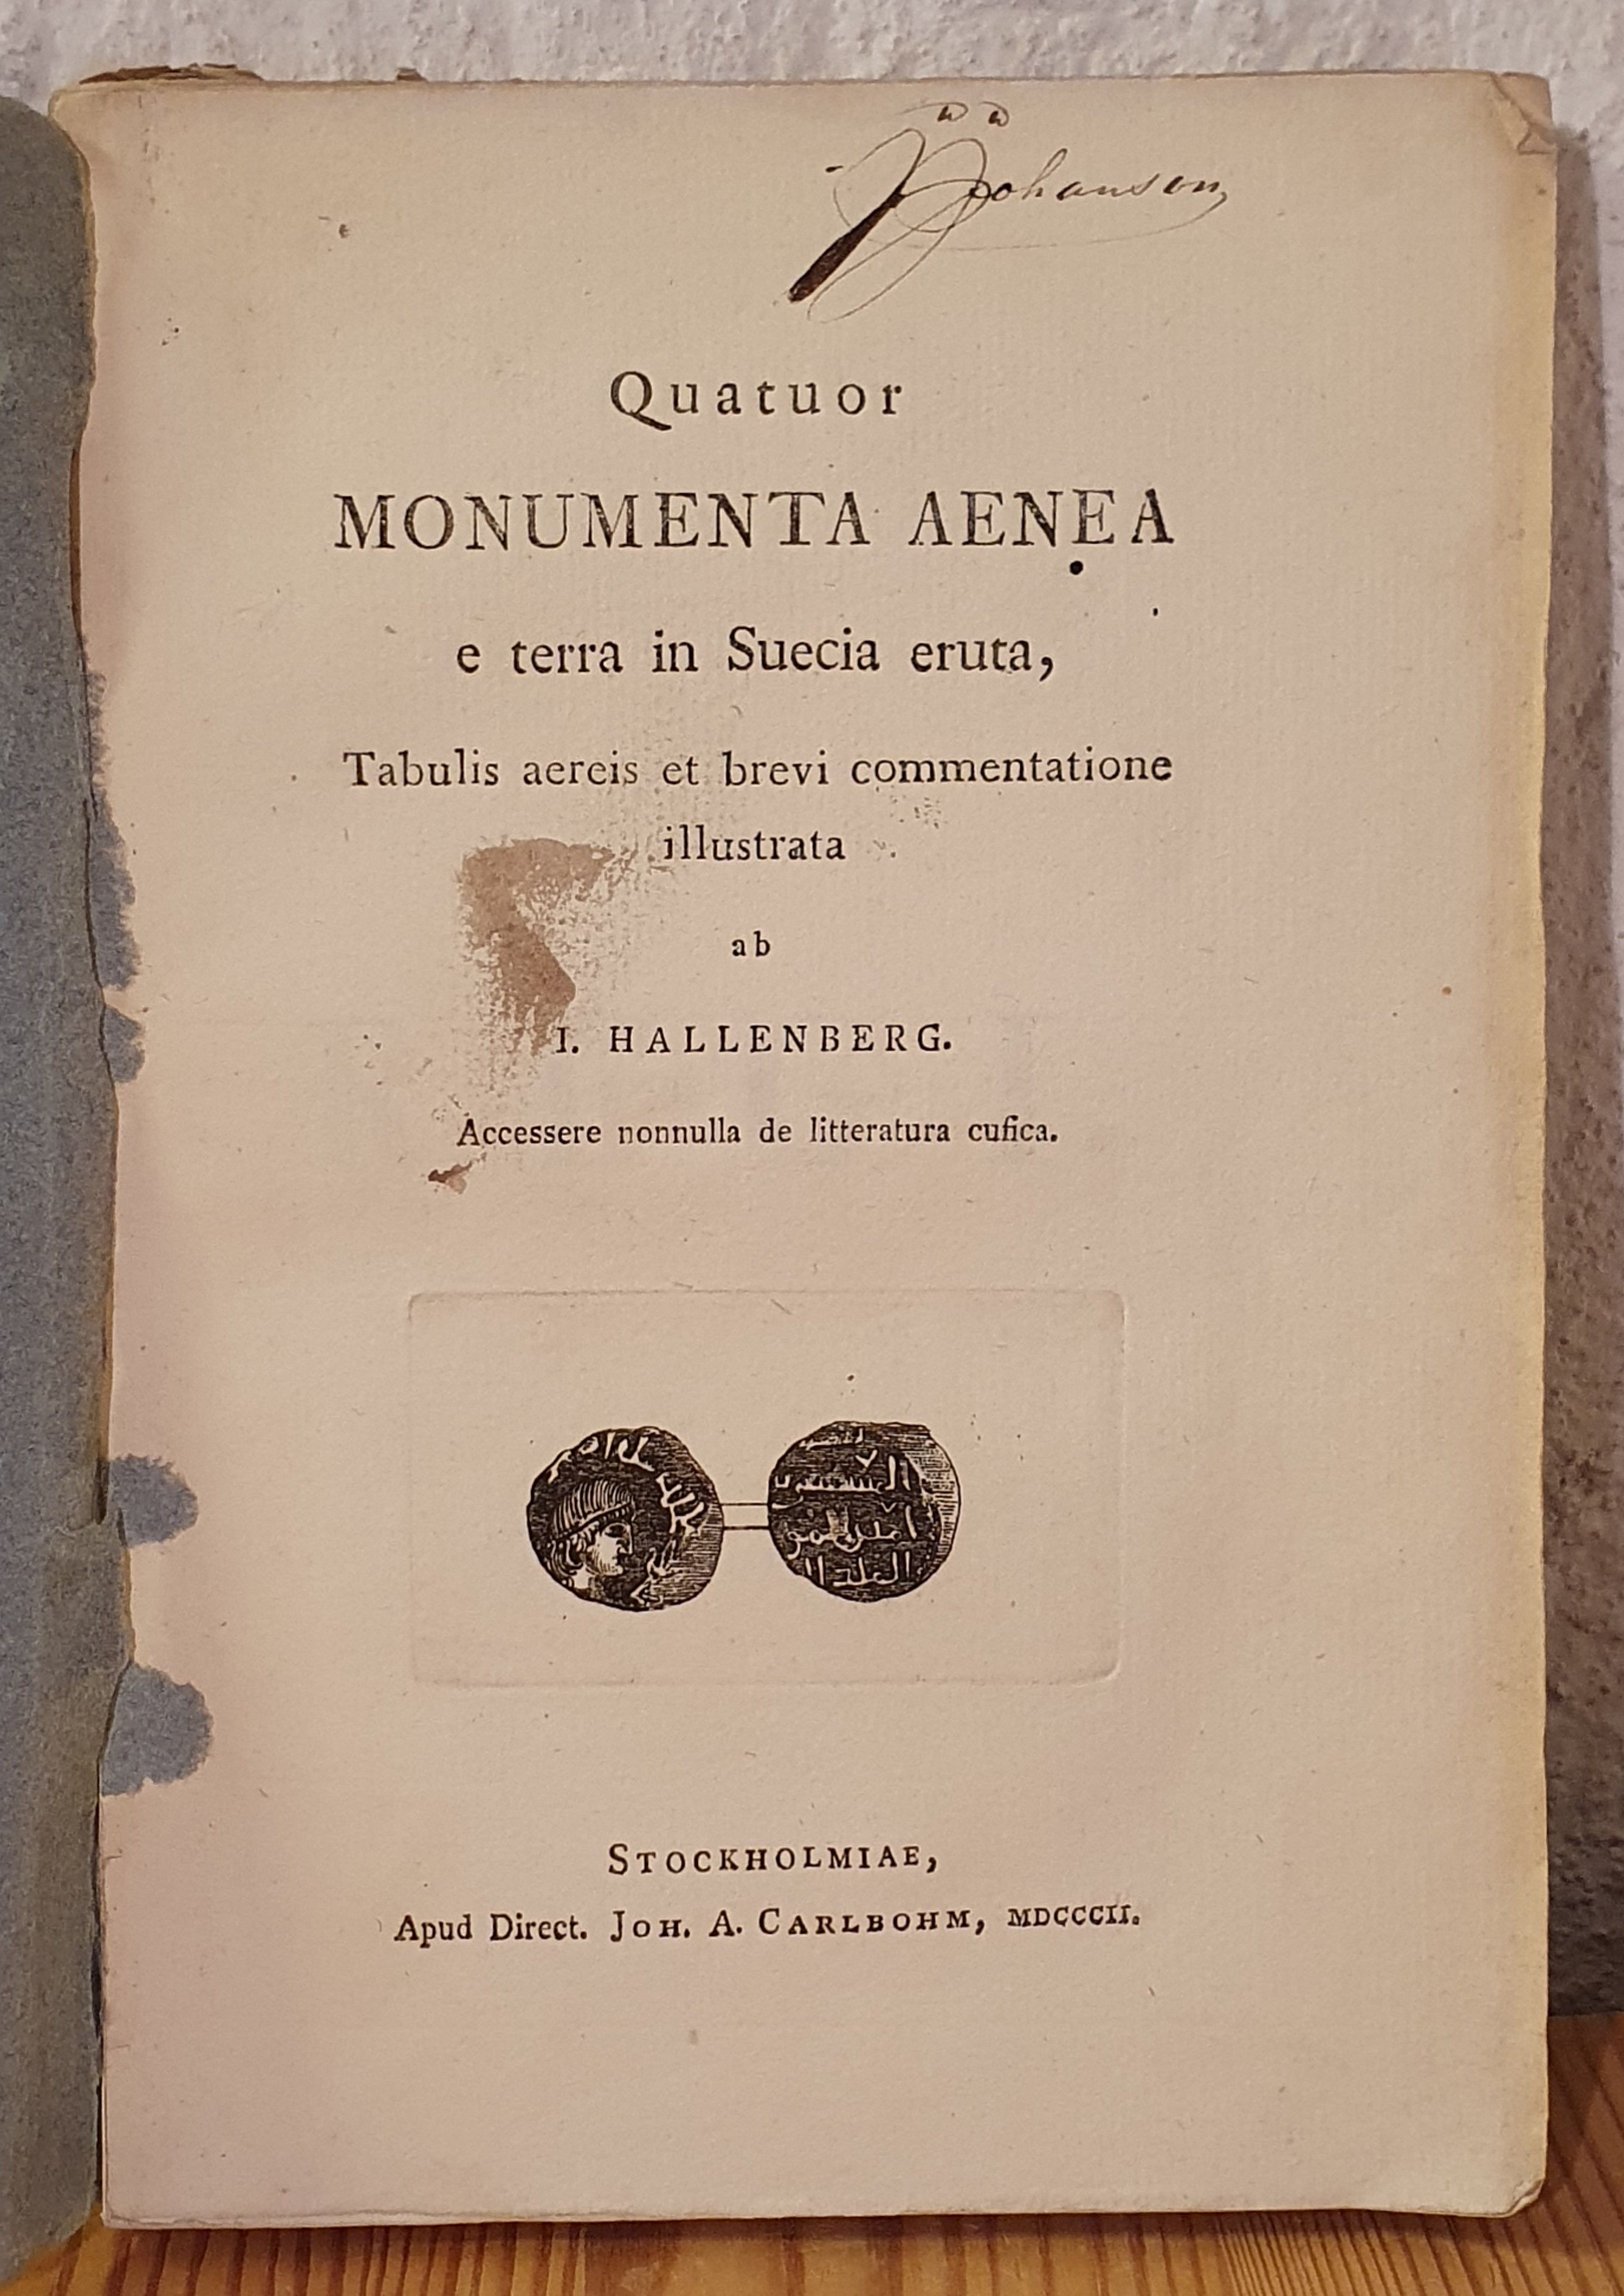 Johanson
Quatuor
MONUMENTA AENEA
e terra in Suecia eruta,
Tabulis aereis et brevi commentatione
illustrata
ab
I. HALLENBERG.
Accessere nonnulla de litteratura cufica.
STOCKHOLMIAE,
Apud Direct. JOH. A. CARLBOHM, MDCCCII.